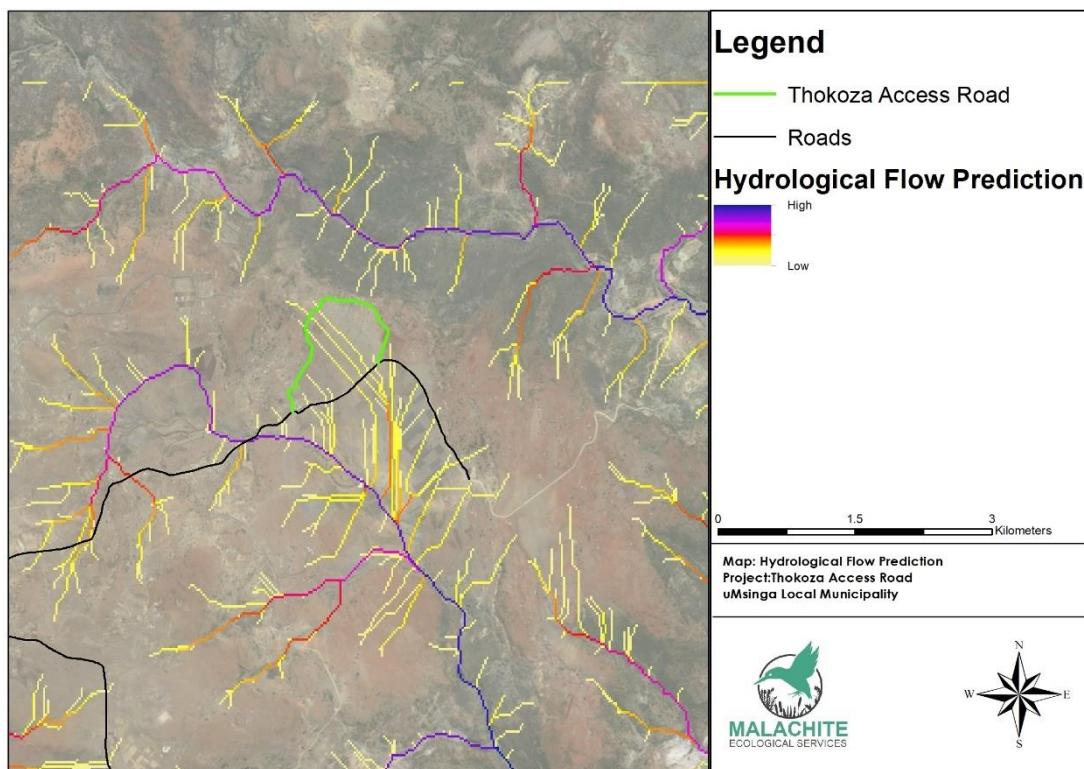 Legend
Thokoza Access Road
Roads
Hydrological Flow Prediction
High
Low
0 1.5 3
Kilometers
Map: Hydrological Flow Prediction
Project:Thokoza Access Road
uMsinga Local Municipality
MALACHITE
ECOLOGICAL SERVICES
N
W E
S